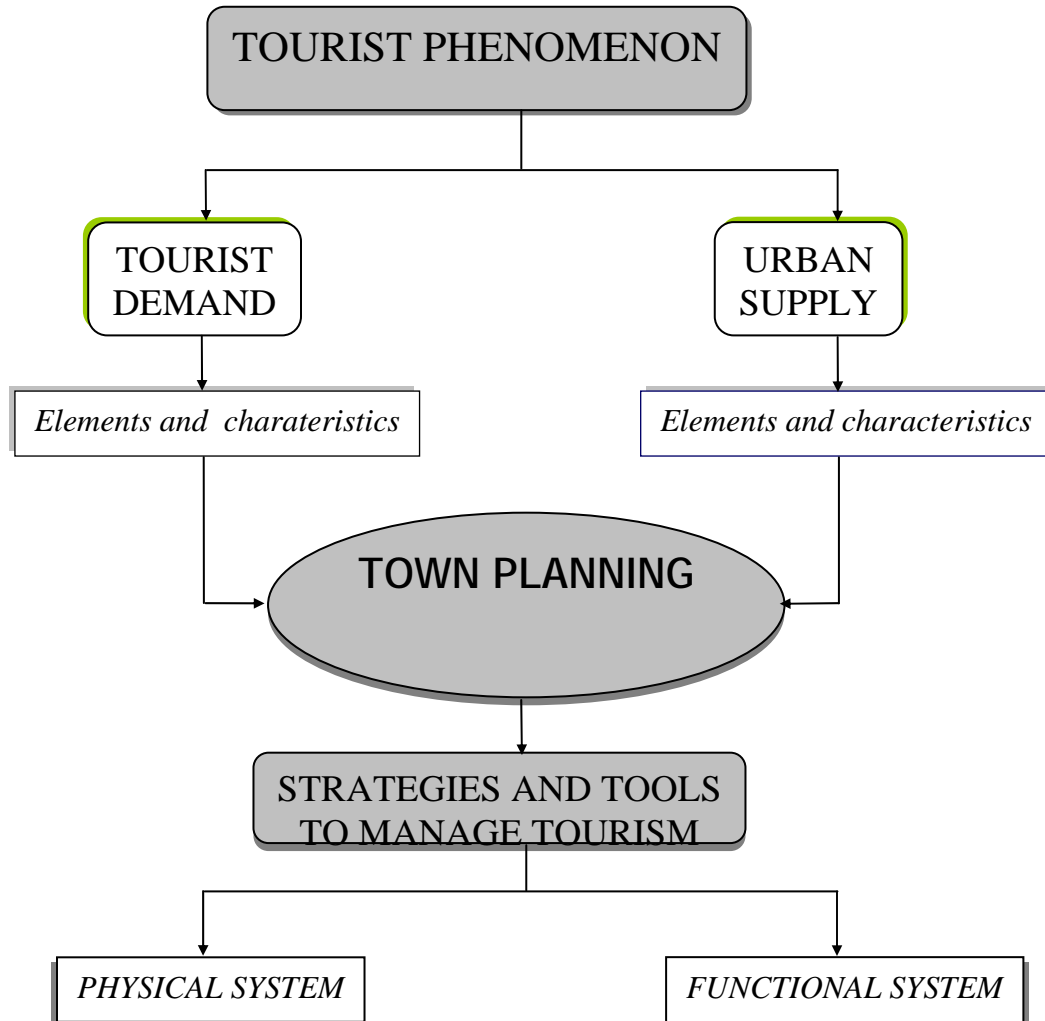 TOURIST PHENOMENON
TOURIST
DEMAND
URBAN
SUPPLY
Elements and charateristics
Elements and characteristics
TOWN PLANNING
STRATEGIES AND TOOLS
TO MANAGE TOURISM
PHYSICAL SYSTEM
FUNCTIONAL SYSTEM